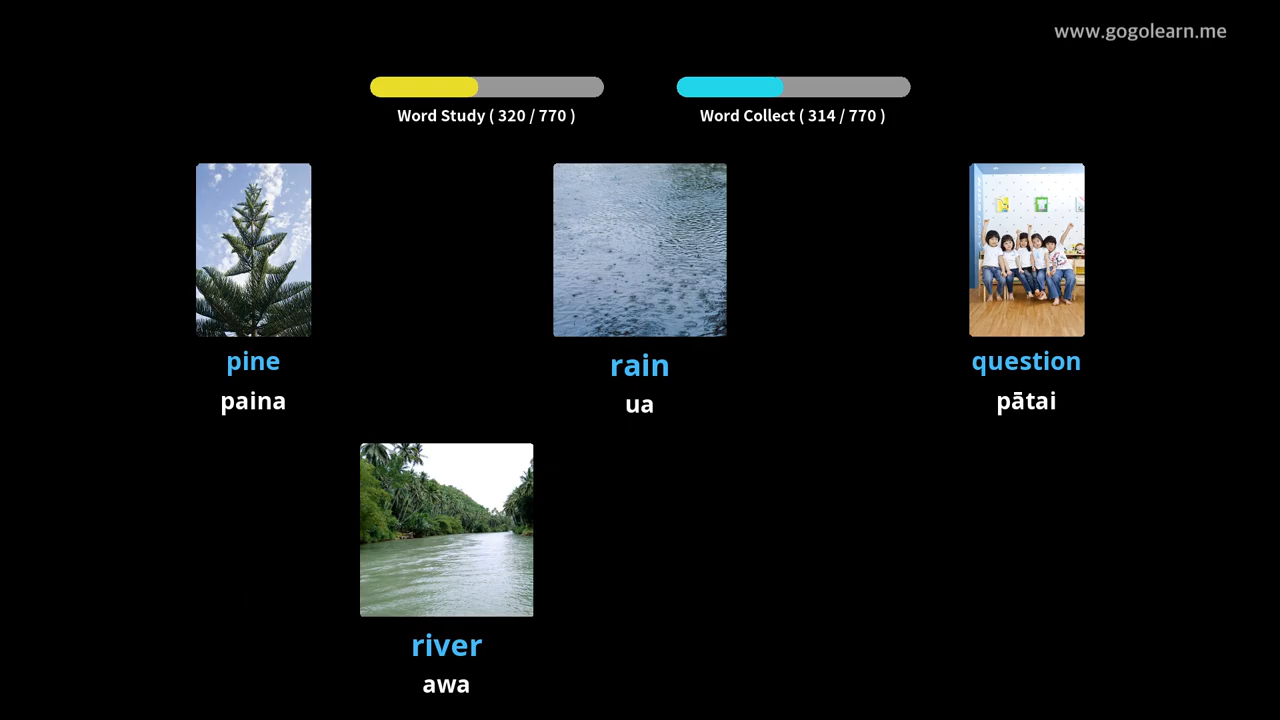 www.gogolearn.me
Word Study ( 320 / 770 )
Word Collect ( 314 / 770 )
pine
paina
rain
ua
question
pātai
river
awa